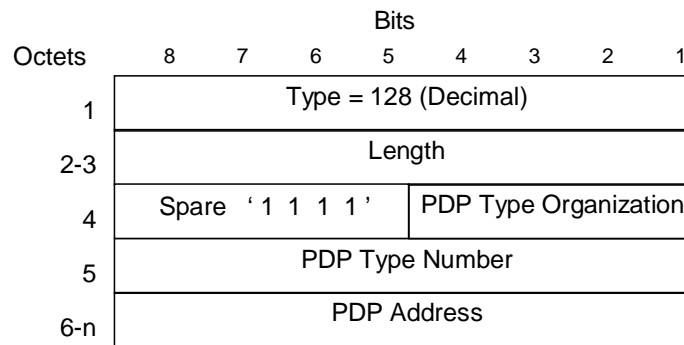 Bits
Octets 8 7 6 5 4 3 2 1
1 Type = 128 (Decimal)
2-3 Length
4 Spare ‘ 1 1 1 1 ’ PDP Type Organization
5 PDP Type Number
6-n PDP Address